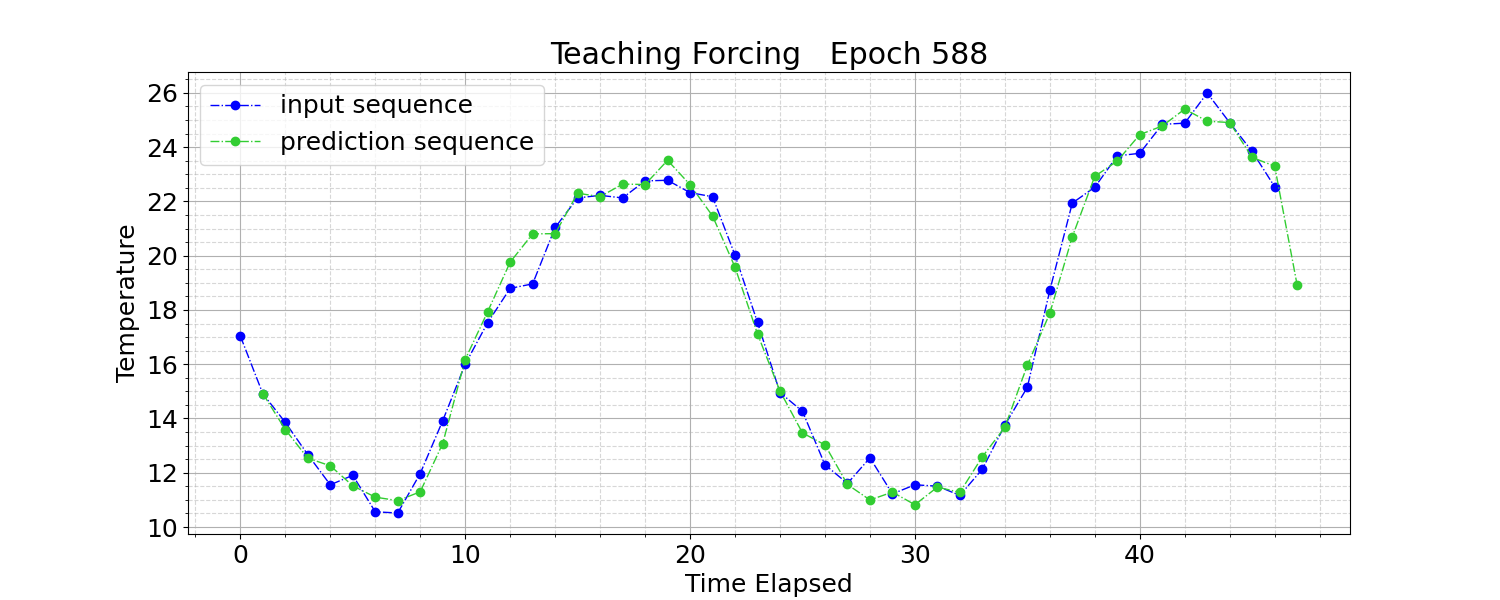 Teaching Forcing   Epoch 588
input sequence
prediction sequence
Temperature
26
24
22
20
18
16
14
12
10
0 10 20 30 40
Time Elapsed